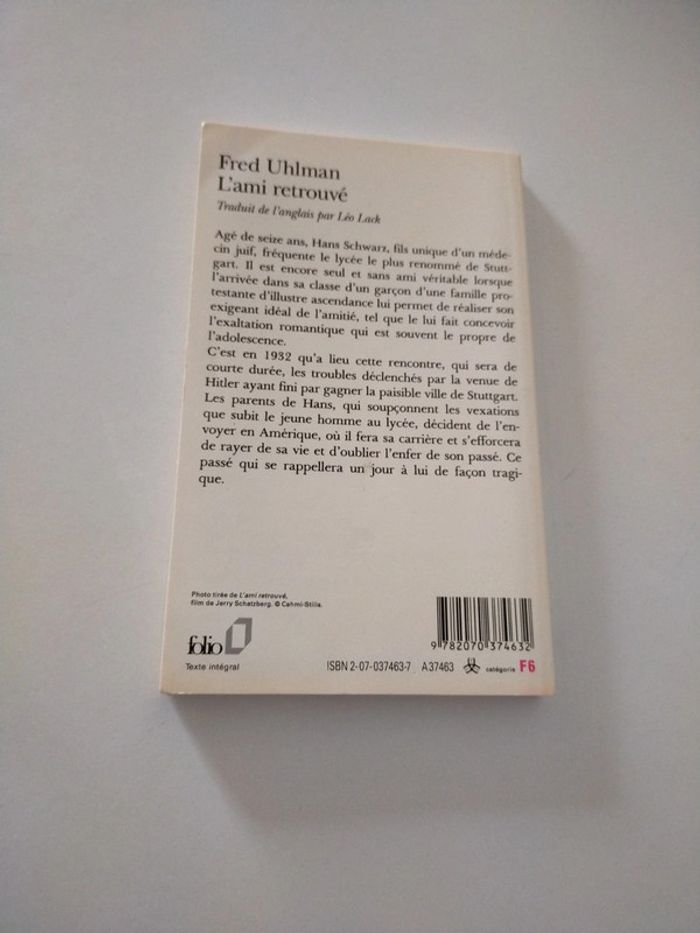 Fred Uhlman
L'ami retrouvé
Traduit de l'anglais par Léo Lack
Agé de seize ans, Hans Schwarz, fils unique d'un méde-
cin juif, fréquente le lycée le plus renommé de Stutt-
gart. Il est encore seul et sans ami véritable lorsque
l'arrivée dans sa classe d'un garçon d'une famille pro-
testante d'illustre ascendance lui permet de réaliser son
exigeant idéal de l'amitié, tel que le lui fait concevoir
l'exaltation romantique qui est souvent le propre de
l'adolescence.
C'est en 1932 qu'a lieu cette rencontre, qui sera de
courte durée, les troubles déclenchés par la venue de
Hitler ayant fini par gagner la paisible ville de Stuttgart.
Les parents de Hans, qui soupçonnent les vexations
que subit le jeune homme au lycée, décident de l'en-
voyer en Amérique, où il fera sa carrière et s'efforcera
de rayer de sa vie et d'oublier l'enfer de son passé. Ce
passé qui se rappellera un jour à lui de façon tragi-
que.
Photo tirée de L'ami retrouvé,
film de Jerry Schatzberg. © Cahmi-Stills.
folio
Texte intégral
9 782070 374632
ISBN 2-07-037463-7 A 37463 catégorie F6